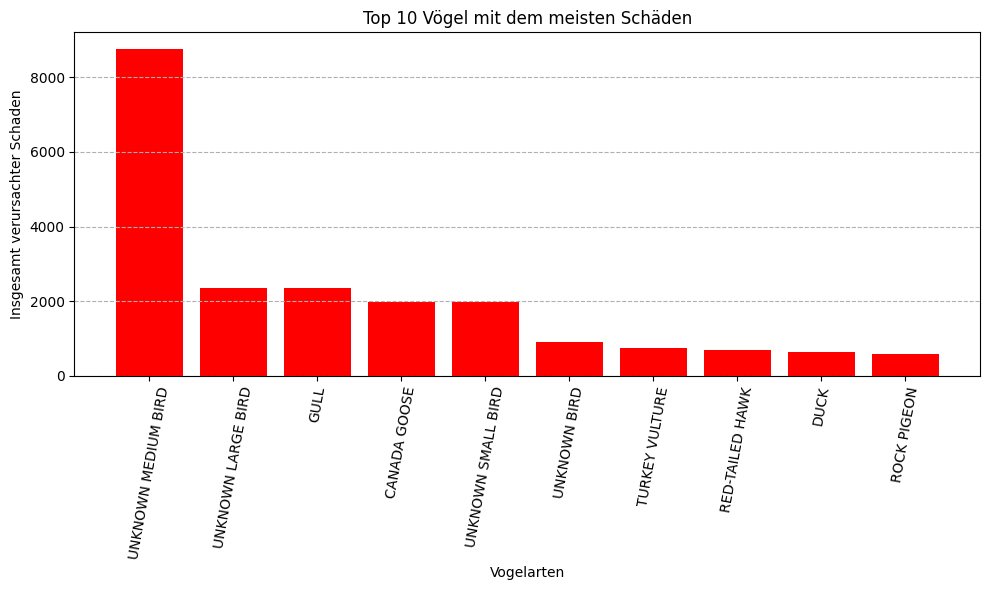 Top 10 Vögel mit dem meisten Schäden
Insgesamt verursachter Schaden
8000
6000
4000
2000
0
UNKNOWN MEDIUM BIRD
UNKNOWN LARGE BIRD
GULL
CANADA GOOSE
UNKNOWN SMALL BIRD
UNKNOWN BIRD
TURKEY VULTURE
RED-TAILED HAWK
DUCK
ROCK PIGEON
Vogelarten